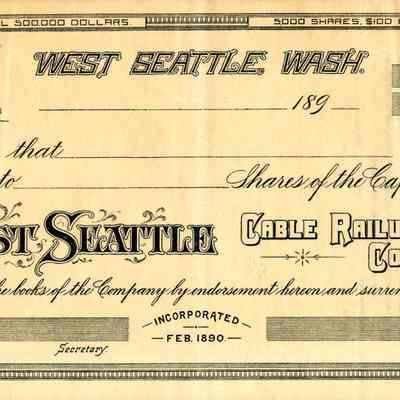 L 500,000 DOLLARS. 5000 SHARES, $100
WEST SEATTLE, WASH.
189
that
to Shares of the Cap
ST SEATTLE CABLE RAILW
Co
he books of the Company by endorsement hereon and surren
INCORPORATED
FEB. 1890.
Secretary.